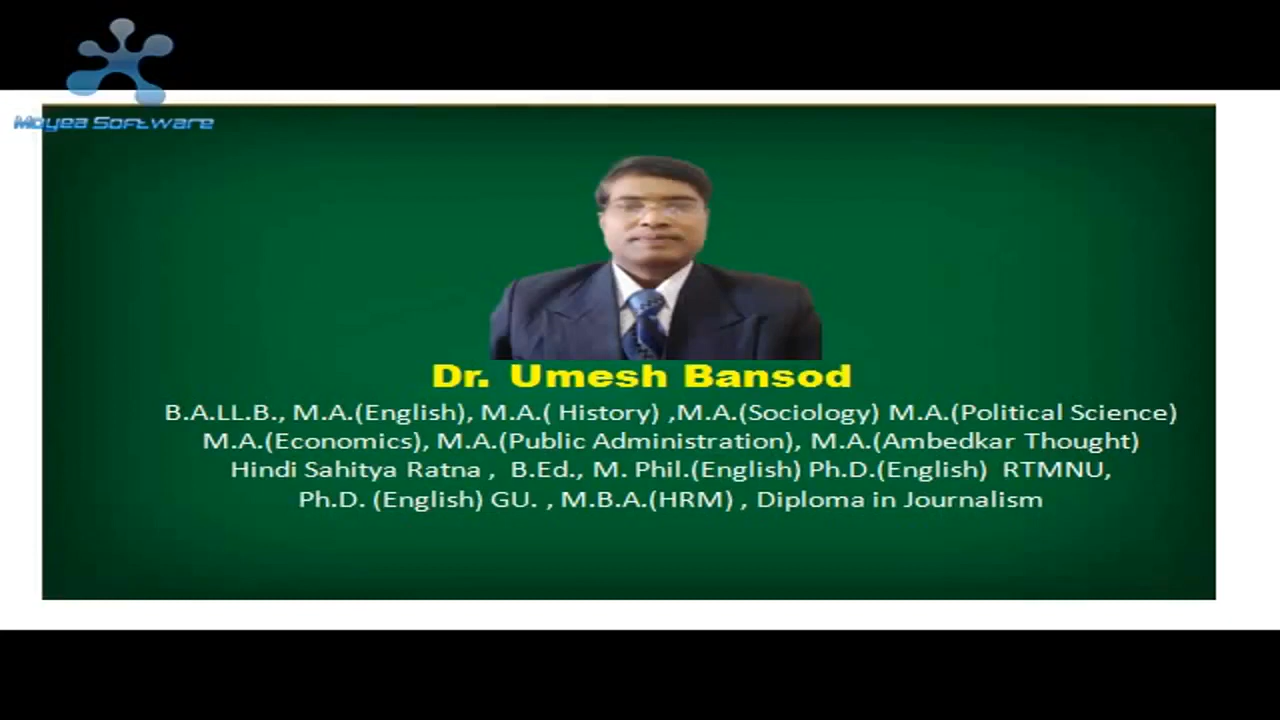 Moyea Software
Dr. Umesh Bansod
B.A.LL.B., M.A.(English), M.A.( History) ,M.A.(Sociology) M.A.(Political Science)
M.A.(Economics), M.A.(Public Administration), M.A.(Ambedkar Thought)
Hindi Sahitya Ratna , B.Ed., M. Phil.(English) Ph.D.(English) RTMNU,
Ph.D. (English) GU. , M.B.A.(HRM) , Diploma in Journalism